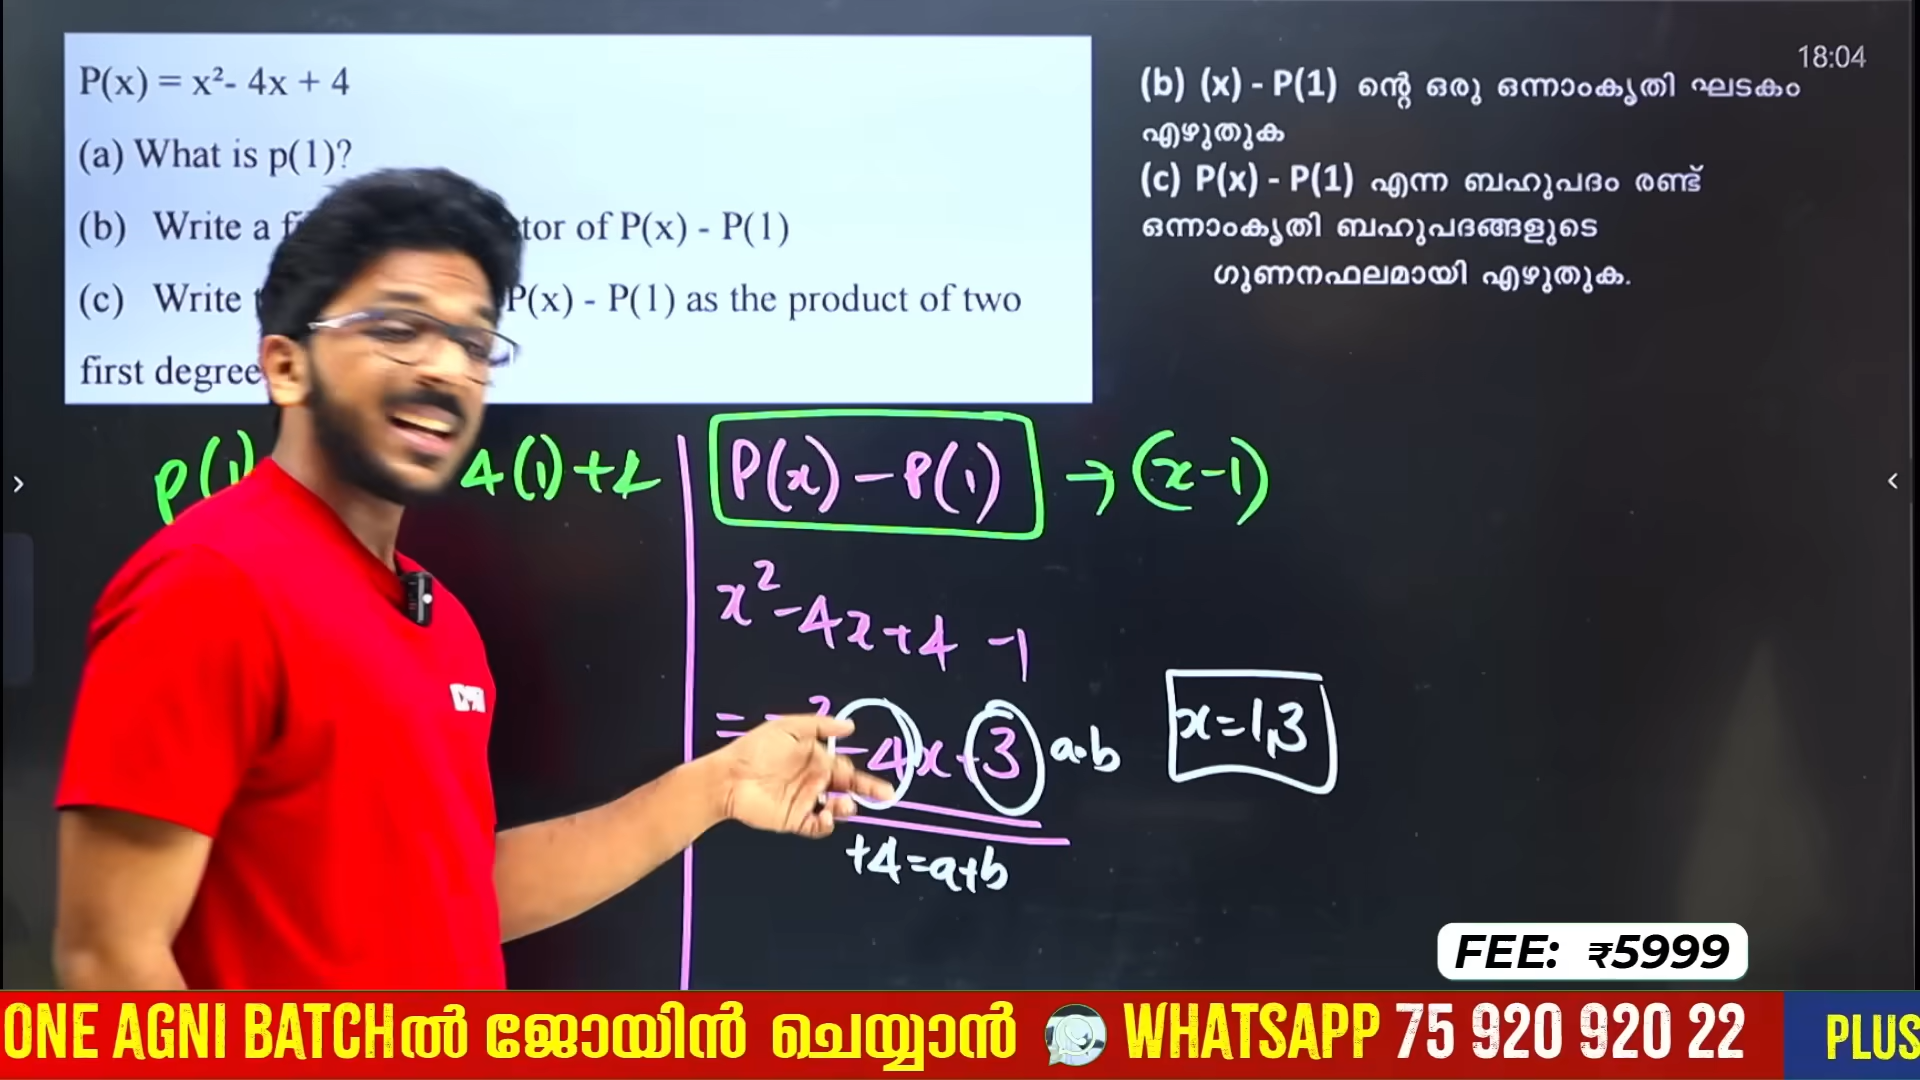 18:04
P(x) = x²- 4x + 4
(a) What is p(1)?
(b) Write a of P(x) - P(1)
(c) Write P(x) - P(1) as the product of two
first degree
(b) (x) - P(1) ന്റെ ഒരു ഒന്നാംകൃതി ഘടകം
എഴുതുക
(c) P(x) - P(1) എന്ന ബഹുപദം രണ്ട്
ഒന്നാംകൃതി ബഹുപദങ്ങളുടെ
ഗുണനഫലമായി എഴുതുക.
P(1) 4(1)+4
P(x) - P(1) → (x-1)
x²-4x+4 -1
= -4x+3 a·b
+4=a+b
x=1,3
FEE: ₹5999
ONE AGNI BATCHൽ ജോയിൻ ചെയ്യാൻ WHATSAPP 75 920 920 22 PLUS